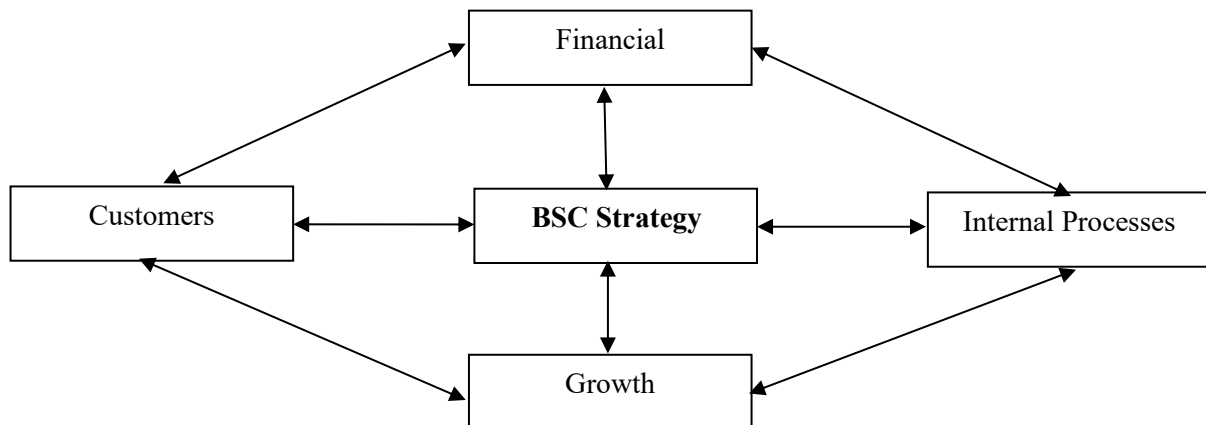 Financial
Customers
BSC Strategy
Internal Processes
Growth